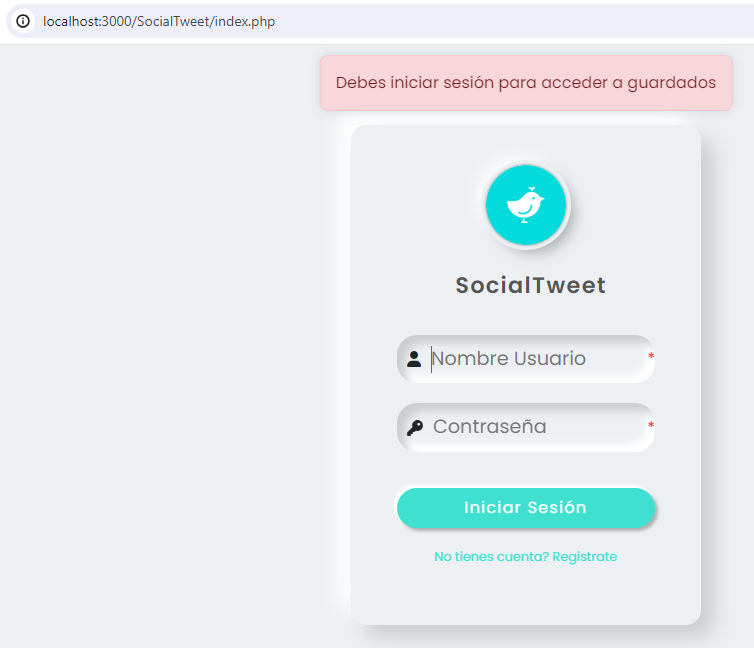 localhost:3000/SocialTweet/index.php
Debes iniciar sesión para acceder a guardados
SocialTweet
Nombre Usuario
*
Contraseña
*
Iniciar Sesión
No tienes cuenta? Registrate